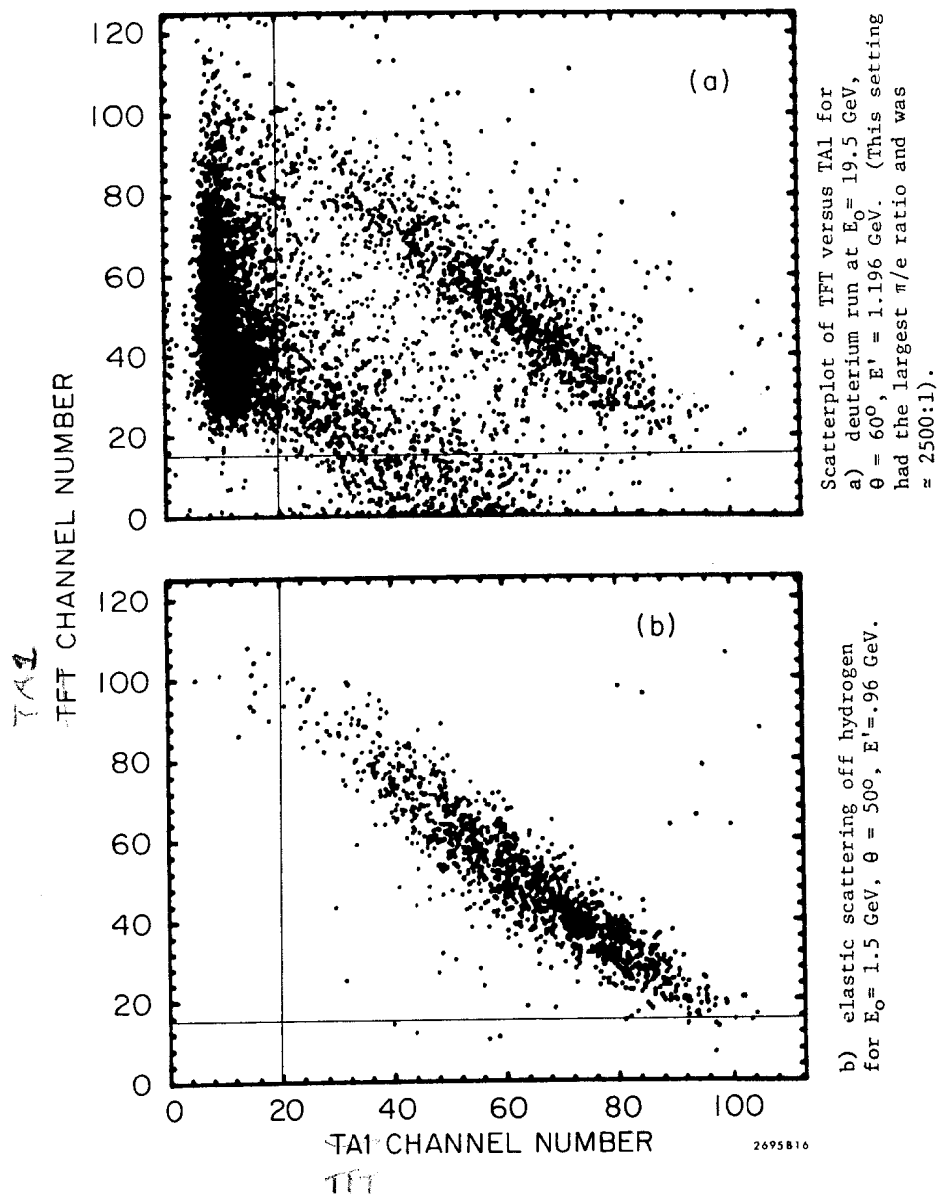 120
100
80
60
40
20
0
(a)
120
100
80
60
40
20
0
(b)
0 20 40 60 80 100
TA1
TFT CHANNEL NUMBER
TA1 CHANNEL NUMBER
TFT
2695B16
Scatterplot of TFT versus TA1 for
a) deuterium run at E₀= 19.5 GeV,
θ = 60°, E' = 1.196 GeV. (This setting
had the largest π/e ratio and was
≃ 2500:1).
b) elastic scattering off hydrogen
for E₀= 1.5 GeV, θ = 50°, E'=.96 GeV.